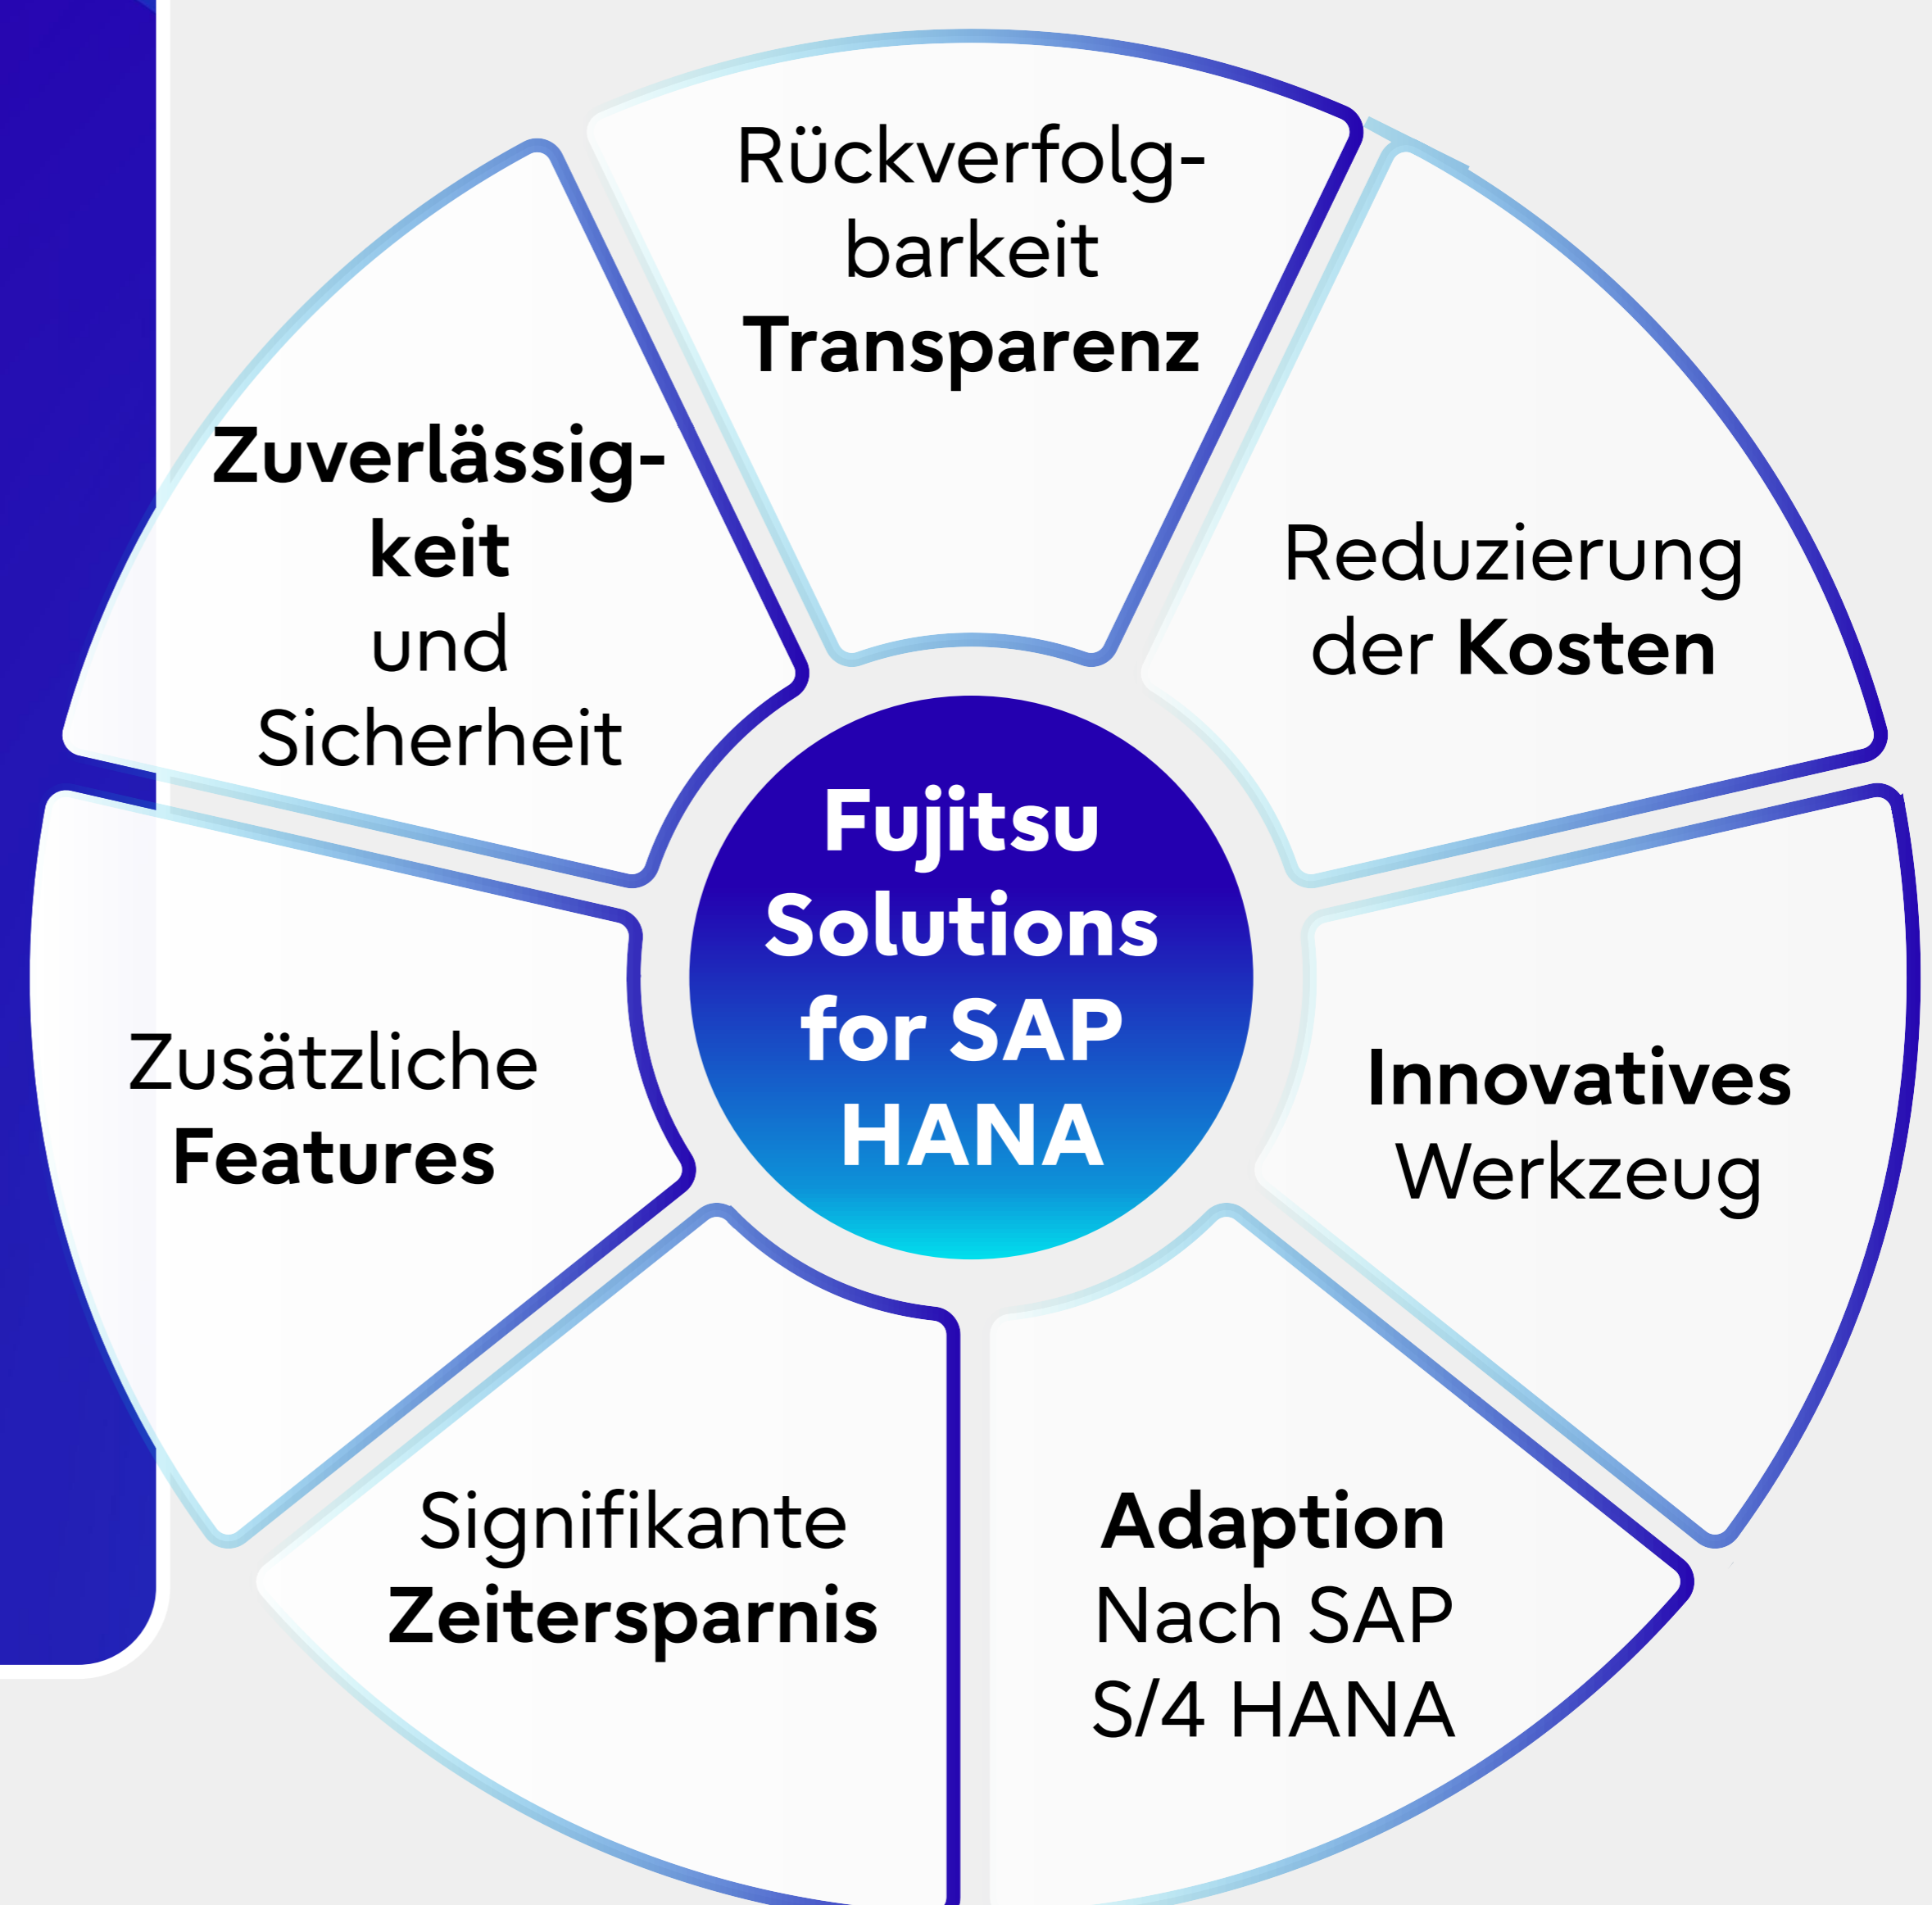 Rückverfolg-
barkeit
Transparenz
Reduzierung
der Kosten
Innovatives
Werkzeug
Adaption
Nach SAP
S/4 HANA
Signifikante
Zeitersparnis
Zusätzliche
Features
Zuverlässig-
keit
und
Sicherheit
Fujitsu
Solutions
for SAP
HANA